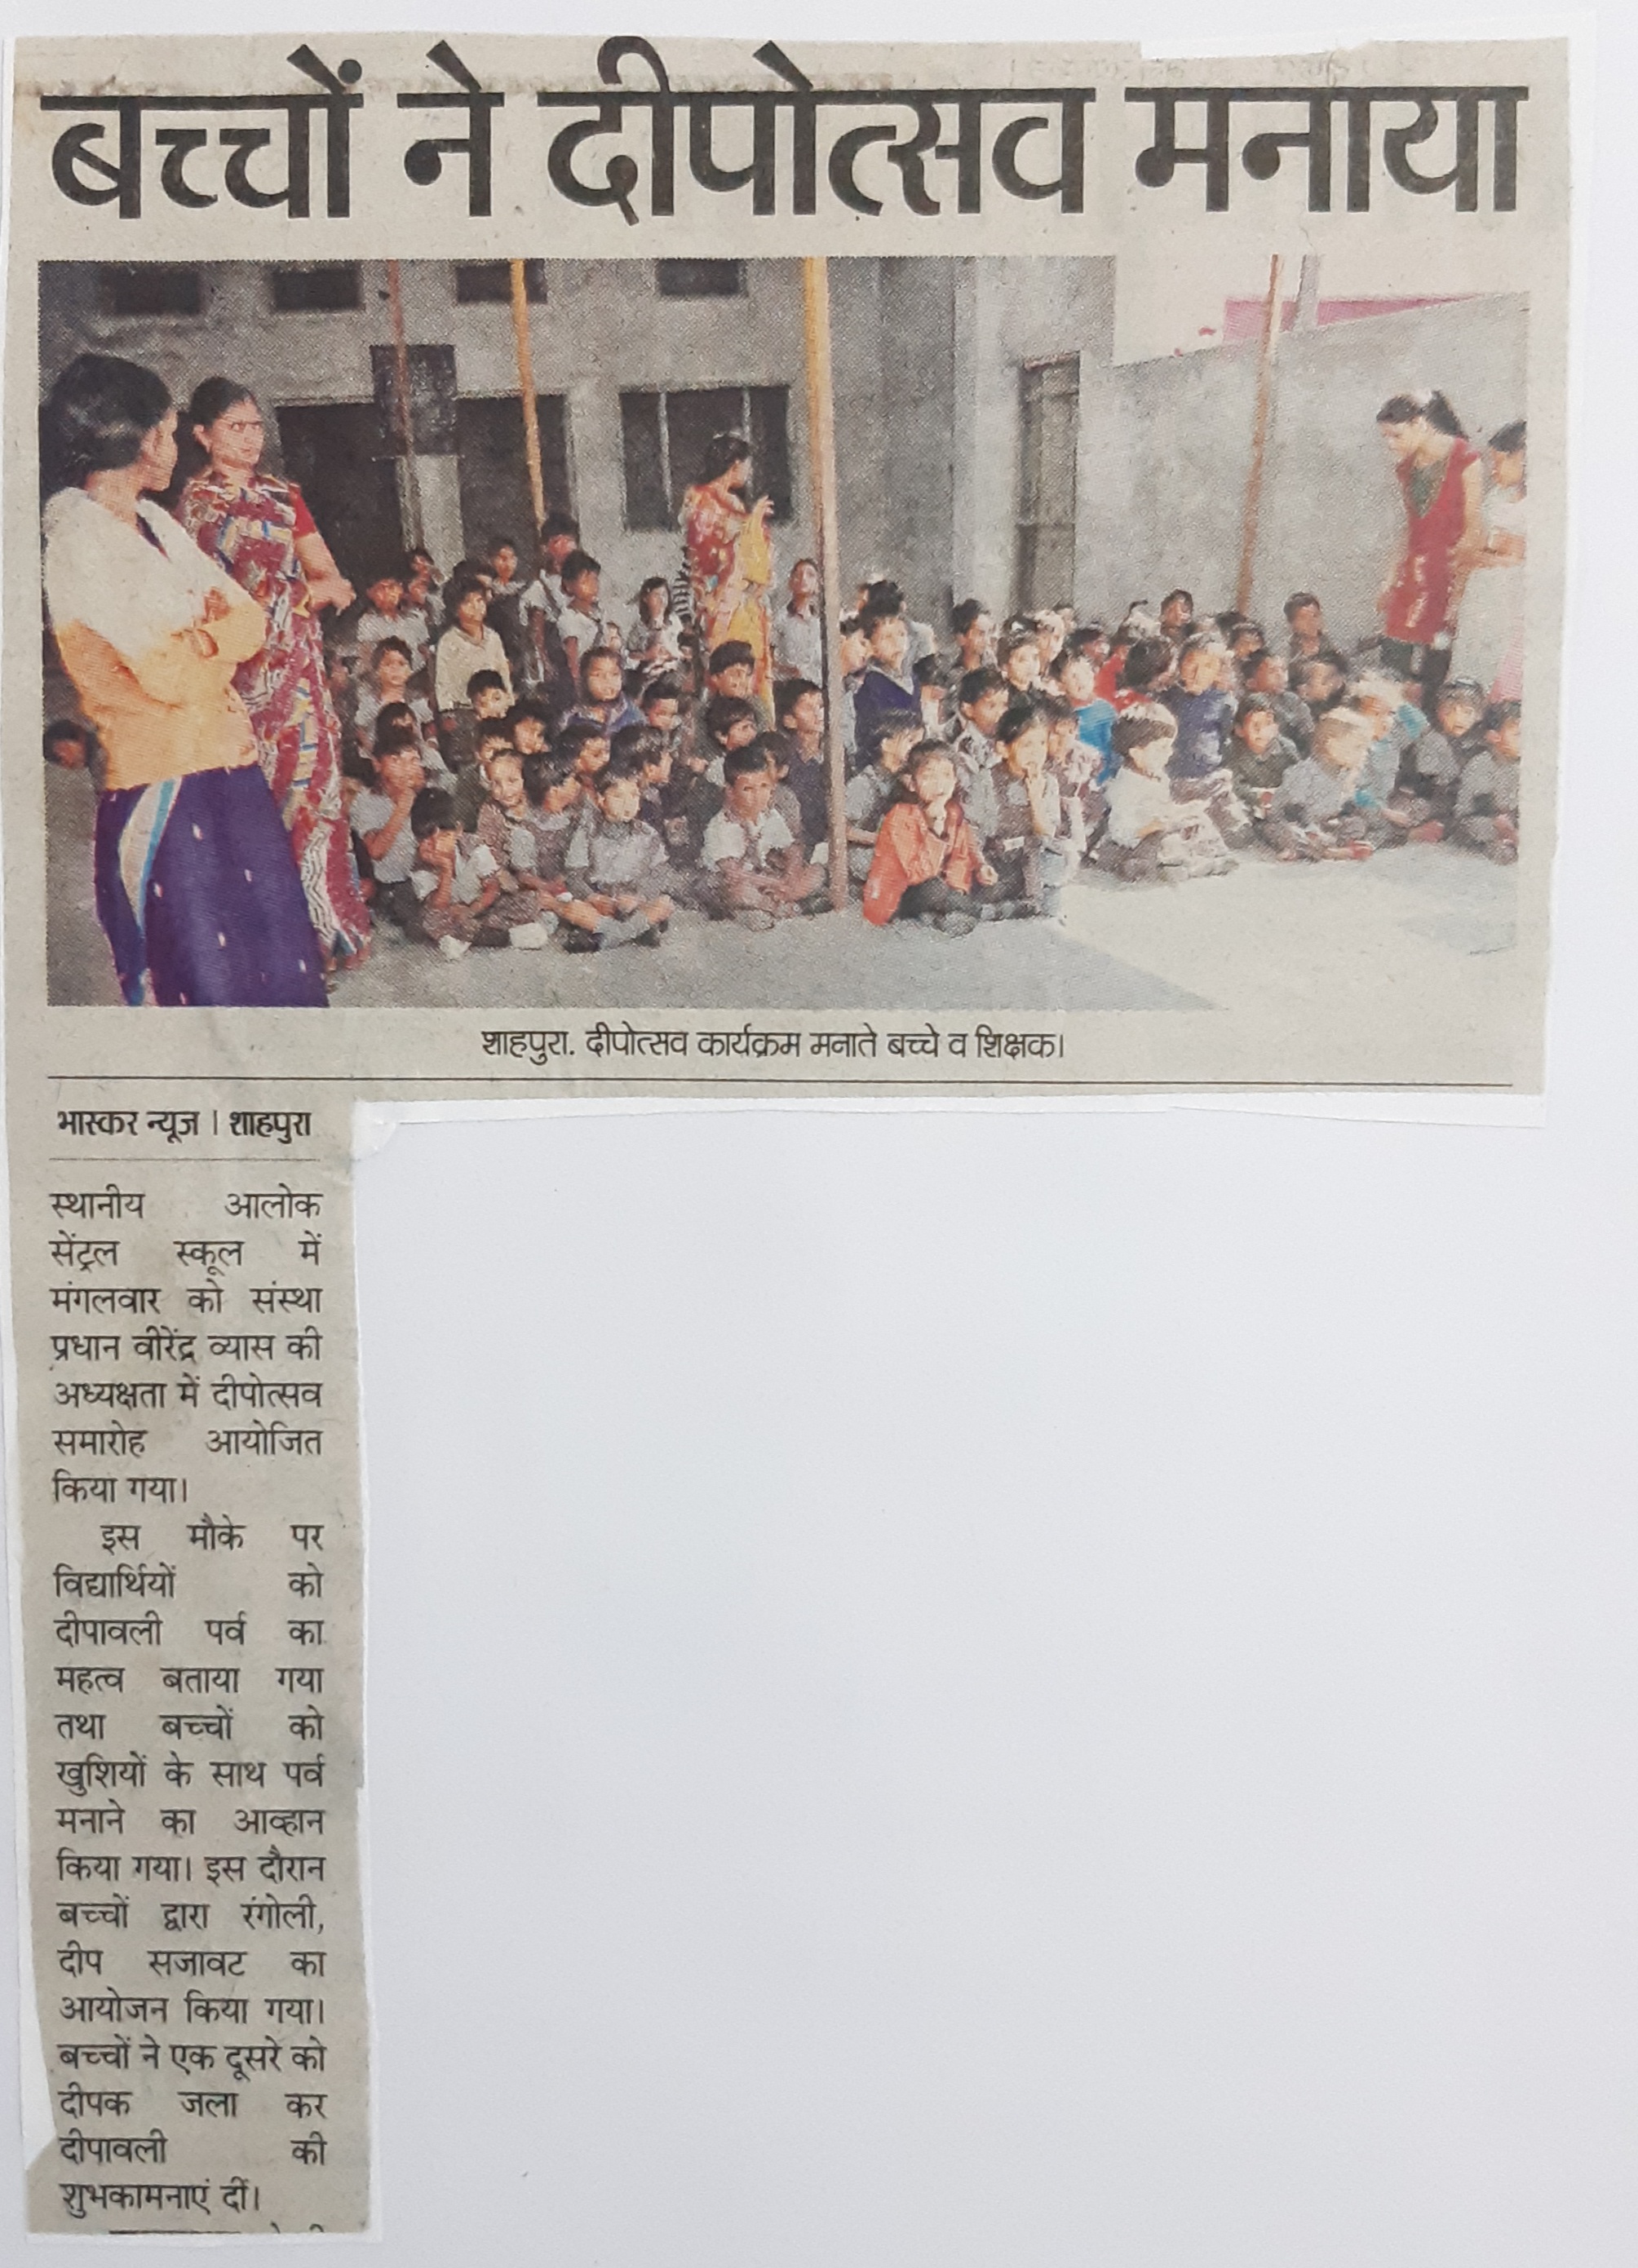 बच्चों ने दीपोत्सव मनाया
शाहपुरा. दीपोत्सव कार्यक्रम मनाते बच्चे व शिक्षक।
भास्कर न्यूज | शाहपुरा
स्थानीय आलोक
सेंट्रल स्कूल में
मंगलवार को संस्था
प्रधान वीरेंद्र व्यास की
अध्यक्षता में दीपोत्सव
समारोह आयोजित
किया गया।
इस मौके पर
विद्यार्थियों को
दीपावली पर्व का
महत्व बताया गया
तथा बच्चों को
खुशियों के साथ पर्व
मनाने का आव्हान
किया गया। इस दौरान
बच्चों द्वारा रंगोली,
दीप सजावट का
आयोजन किया गया।
बच्चों ने एक दूसरे को
दीपक जला कर
दीपावली की
शुभकामनाएं दीं।